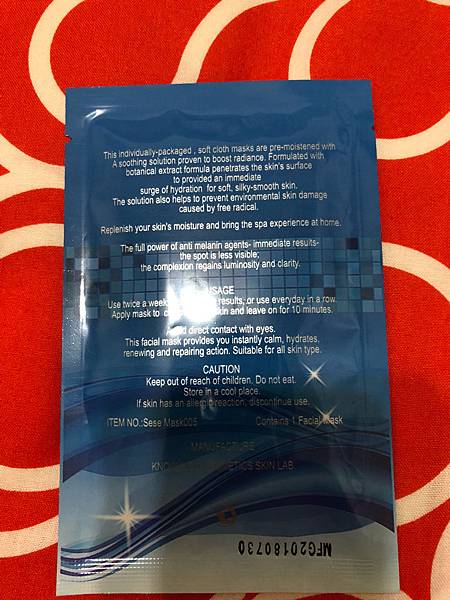 This individually-packaged , soft cloth masks are pre-moistened with
A soothing solution proven to boost radiance. Formulated with
botanical extract formula penetrates the skin's surface
to provided an immediate
surge of hydration for soft, silky-smooth skin.
The solution also helps to prevent environmental skin damage
caused by free radical.
Replenish your skin's moisture and bring the spa experience at home.
The full power of anti melanin agents- immediate results-
the spot is less visible;
the complexion regains luminosity and clarity.
USAGE
Use twice a week results, or use everyday in a row.
Apply mask to skin and leave on for 10 minutes.
Avoid direct contact with eyes.
This facial mask provides you instantly calm, hydrates,
renewing and repairing action. Suitable for all skin type.
CAUTION
Keep out of reach of children. Do not eat.
Store in a cool place.
If skin has an allergic reaction, discontinue use.
ITEM NO.:Sese Mask005 Contains 1 Facial Mask
MANUFACTURE
SKIN LAB
MFG20180730